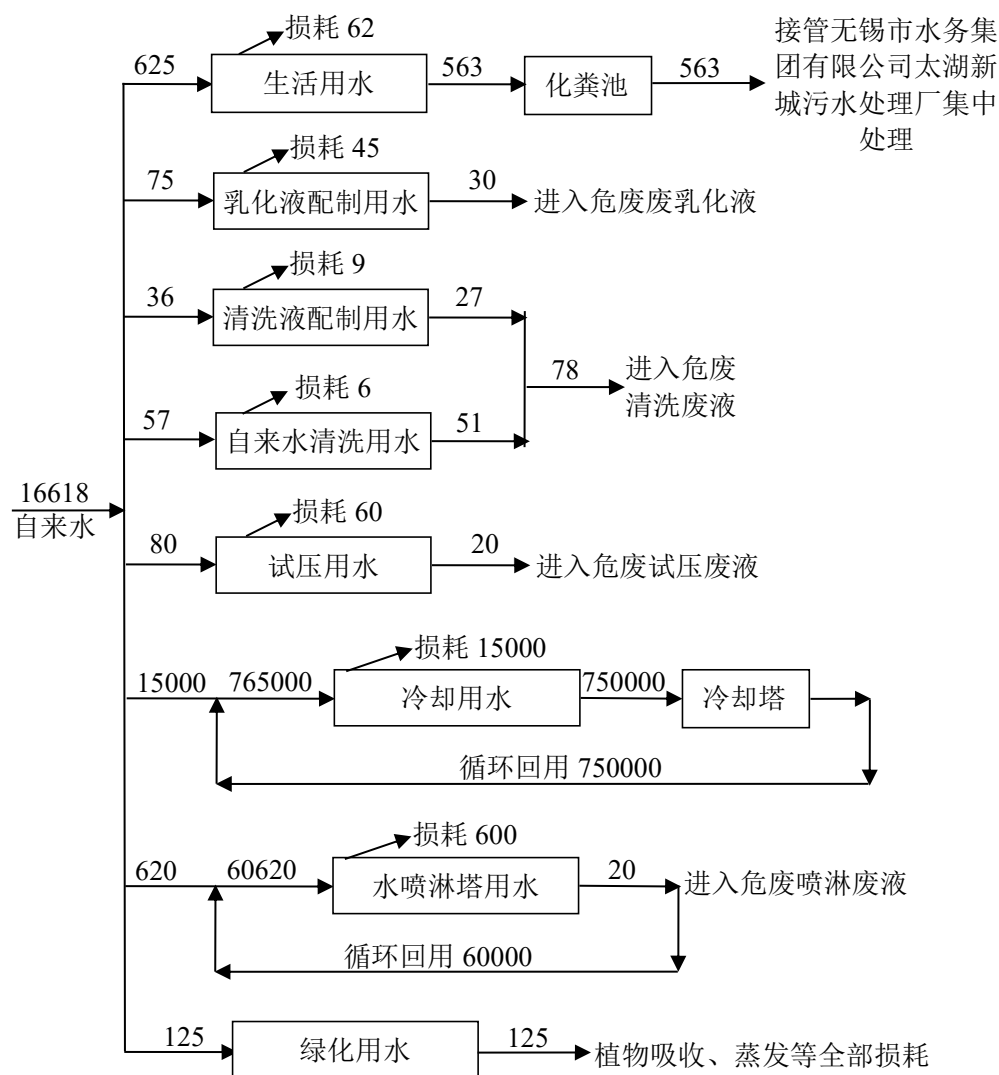 损耗 62
625
生活用水
563
化粪池
563
接管无锡市水务集
团有限公司太湖新
城污水处理厂集中
处理
损耗 45
75
乳化液配制用水
30
进入危废废乳化液
损耗 9
36
清洗液配制用水
27
78
进入危废
清洗废液
损耗 6
57
自来水清洗用水
51
16618
自来水
损耗 60
80
试压用水
20
进入危废试压废液
损耗 15000
15000
765000
冷却用水
750000
冷却塔
循环回用 750000
损耗 600
620
60620
水喷淋塔用水
20
进入危废喷淋废液
循环回用 60000
125
绿化用水
125
植物吸收、蒸发等全部损耗